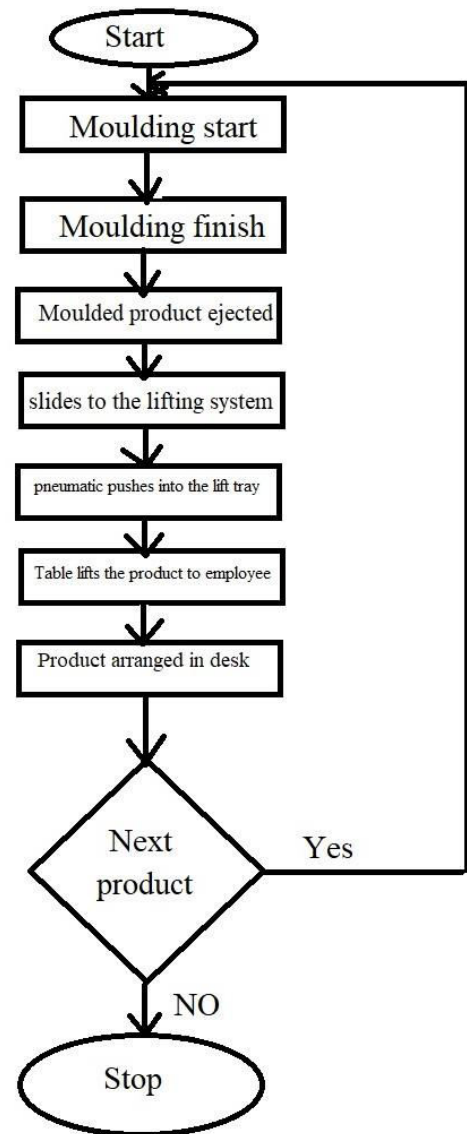 Start
Moulding start
Moulding finish
Moulded product ejected
slides to the lifting system
pneumatic pushes into the lift tray
Table lifts the product to employee
Product arranged in desk
Next
product
Yes
NO
Stop